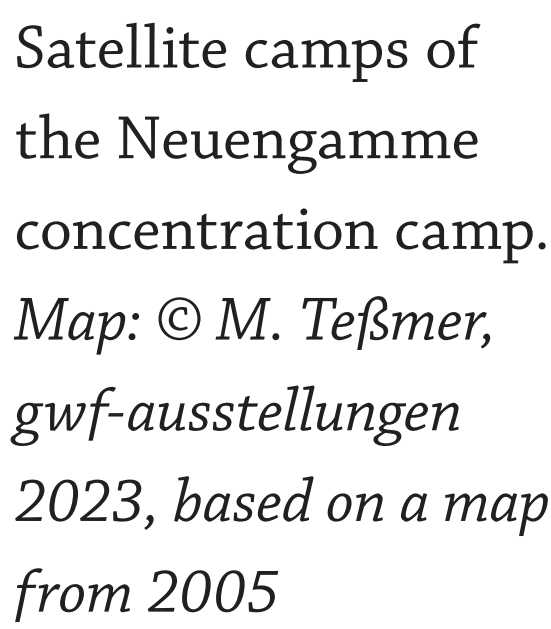 Satellite camps of
the Neuengamme
concentration camp.
Map: © M. Teßmer,
gwf-ausstellungen
2023, based on a map
from 2005